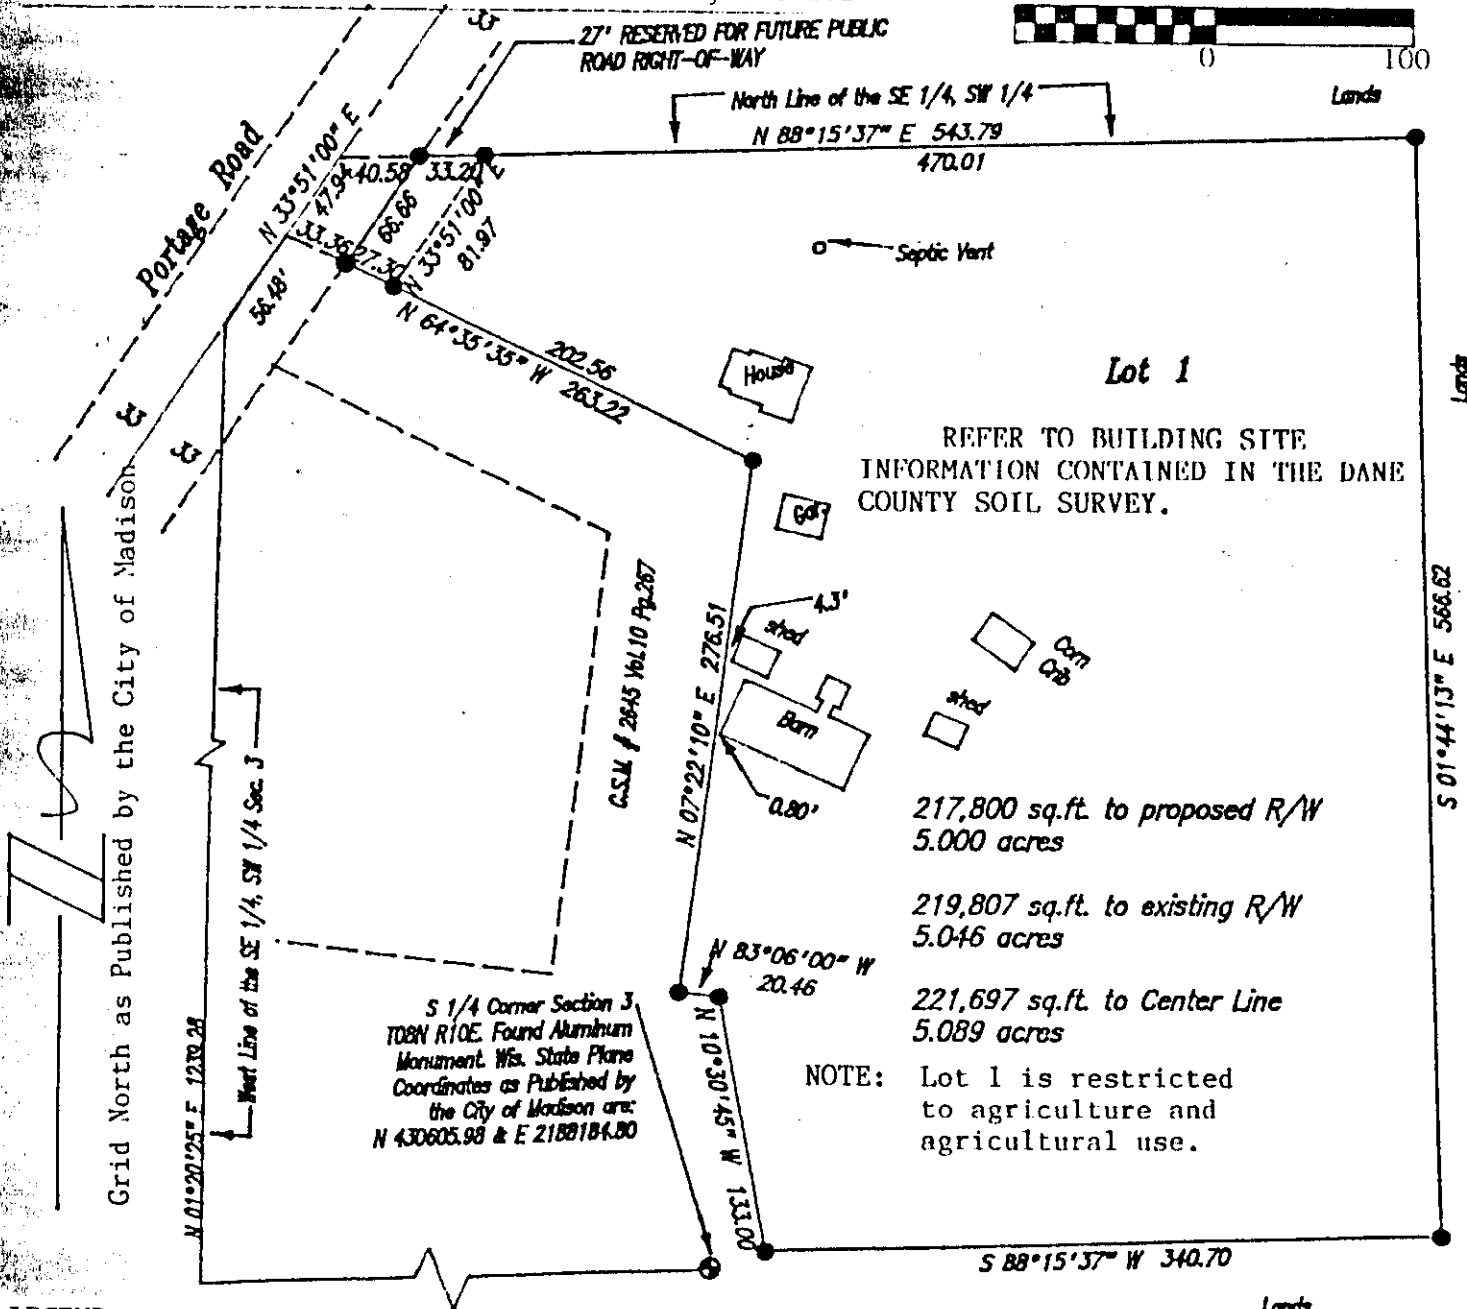 27' RESERVED FOR FUTURE PUBLIC
ROAD RIGHT-OF-WAY
0
100
33
North Line of the SE 1/4, SW 1/4
Lands
N 88°15'37" E 543.79
470.01
Portage Road
N 33°51'00" E
47.94
40.58
33.20
66.66
N 33°51'00" E
81.97
33.36
27.30
56.48'
Septic Vent
N 64°35'35" W 263.22
202.56
House
Lot 1
Lands
33
33
REFER TO BUILDING SITE
INFORMATION CONTAINED IN THE DANE
COUNTY SOIL SURVEY.
Gar
Grid North as Published by the City of Madison
C.S.M. # 2645 Vol.10 Pg.267
N 07°22'10" E 276.51
4.3'
shed
Corn
Crib
shed
Barn
0.80'
S 01°44'13" E 566.62
West Line of the SE 1/4, SW 1/4 Sec. 3
217,800 sq.ft. to proposed R/W
5.000 acres
219,807 sq.ft. to existing R/W
5.046 acres
221,697 sq.ft. to Center Line
5.089 acres
N 83°06'00" W
20.46
S 1/4 Corner Section 3
T08N R10E. Found Aluminum
Monument. Wis. State Plane
Coordinates as Published by
the City of Madison are:
N 430605.98 & E 2188184.80
N 01°20'25" E 1239.28
N 10°30'45" W 133.00
NOTE: Lot 1 is restricted
to agriculture and
agricultural use.
S 88°15'37" W 340.70
Lands